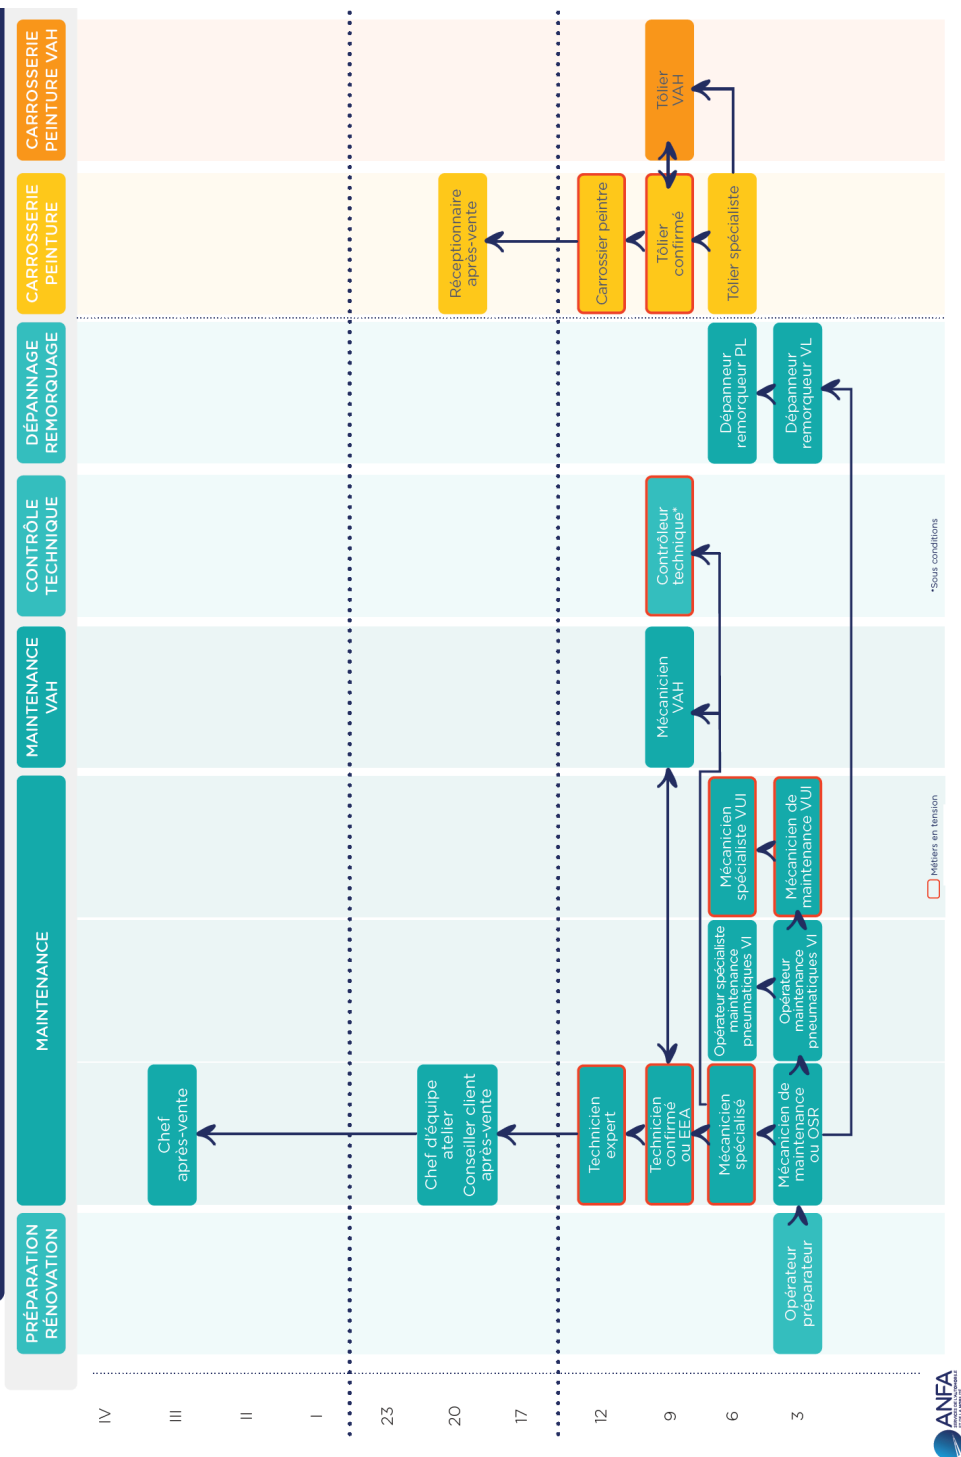 PRÉPARATION
RÉNOVATION
MAINTENANCE
MAINTENANCE
VAH
CONTRÔLE
TECHNIQUE
DÉPANNAGE
REMORQUAGE
CARROSSERIE
PEINTURE
CARROSSERIE
PEINTURE VAH
IV
III
Chef
après-vente
II
I
23
20
Chef d'équipe
atelier
Conseiller client
après-vente
Réceptionnaire
après-vente
17
12
Technicien
expert
Carrossier peintre
9
Technicien
confirmé
ou EEA
Mécanicien
VAH
Contrôleur
technique*
Tôlier
confirmé
Tôlier
VAH
6
Mécanicien
spécialisé
Opérateur spécialiste
maintenance
pneumatiques VI
Mécanicien
spécialiste VUI
Dépanneur
remorqueur PL
Tôlier spécialiste
3
Opérateur
préparateur
Mécanicien de
maintenance
ou OSR
Opérateur
maintenance
pneumatiques VI
Mécanicien de
maintenance VUI
Dépanneur
remorqueur VL
ANFA
Métiers en tension
*Sous conditions